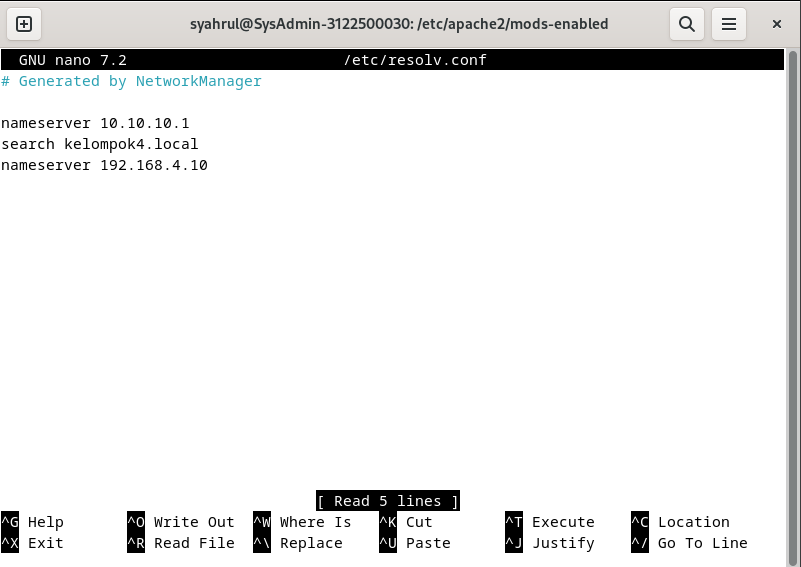 syahrul@SysAdmin-3122500030: /etc/apache2/mods-enabled
GNU nano 7.2 /etc/resolv.conf
# Generated by NetworkManager
nameserver 10.10.10.1
search kelompok4.local
nameserver 192.168.4.10
[ Read 5 lines ]
^G Help ^O Write Out ^W Where Is ^K Cut ^T Execute ^C Location
^X Exit ^R Read File ^\ Replace ^U Paste ^J Justify ^/ Go To Line